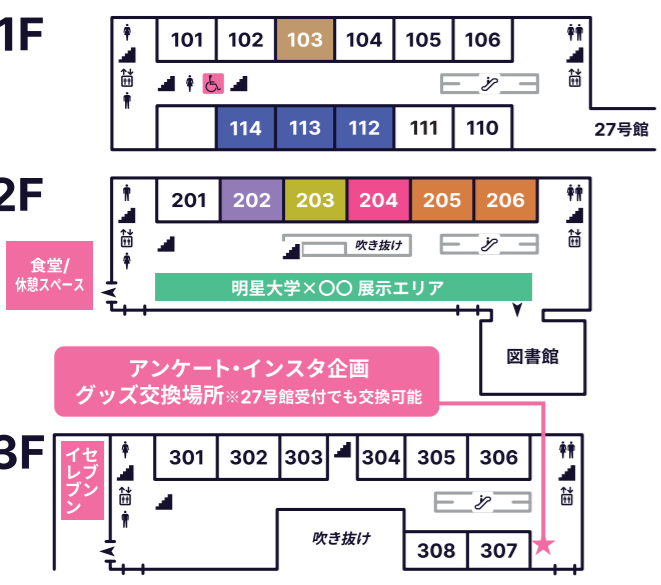 1F
101 102 103 104 105 106
114 113 112 111 110
27号館
2F
201 202 203 204 205 206
吹き抜け
食堂/
休憩スペース
明星大学×〇〇 展示エリア
図書館
アンケート・インスタ企画
グッズ交換場所※27号館受付でも交換可能
3F
セブン
イレブン
301 302 303 304 305 306
吹き抜け
308 307